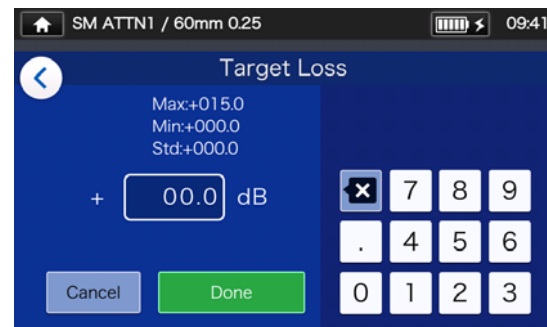 SM ATTN1 / 60mm 0.25
09:41
Target Loss
Max:+015.0
Min:+000.0
Std:+000.0
+ 00.0 dB
7 8 9
. 4 5 6
0 1 2 3
Cancel
Done